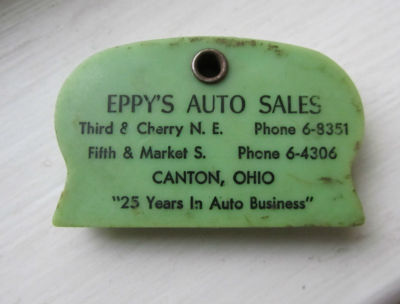 EPPY'S AUTO SALES
Third & Cherry N. E. Phone 6-8351
Fifth & Market S. Phone 6-4306
CANTON, OHIO
"25 Years In Auto Business"